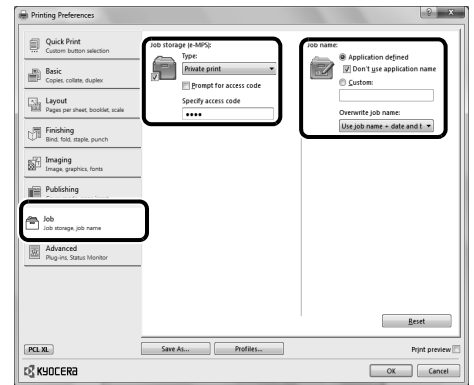 Printing Preferences
Quick Print
Custom button selection
Basic
Copies, collate, duplex
Layout
Pages per sheet, booklet, scale
Finishing
Bind, fold, staple, punch
Imaging
Image, graphics, fonts
Publishing
Job
Job storage, job name
Advanced
Plug-ins, Status Monitor
Job storage (e-MPS):
Type:
Private print
Prompt for access code
Specify access code
••••
Job name:
Application defined
Don't use application name
Custom:
Overwrite job name:
Use job name + date and t
Reset
PCL XL
Save As...
Profiles...
Print preview
KYOCERA
OK
Cancel